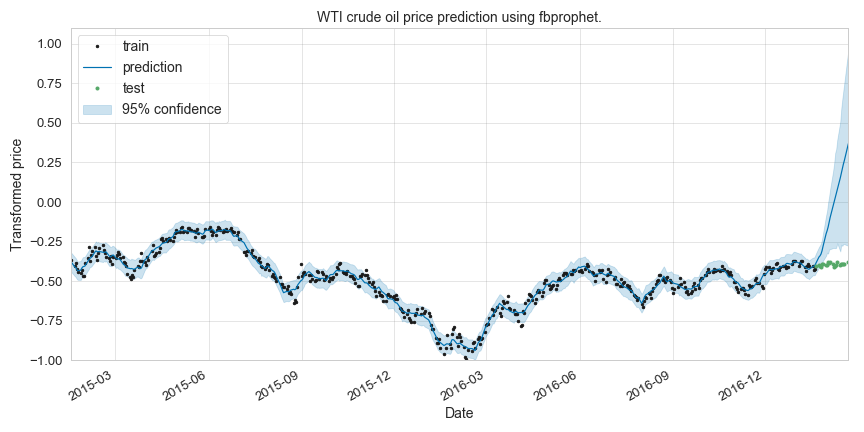 WTI crude oil price prediction using fbprophet.
train
prediction
test
95% confidence
Transformed price
1.00
0.75
0.50
0.25
0.00
−0.25
−0.50
−0.75
−1.00
2015-03
2015-06
2015-09
2015-12
2016-03
2016-06
2016-09
2016-12
Date